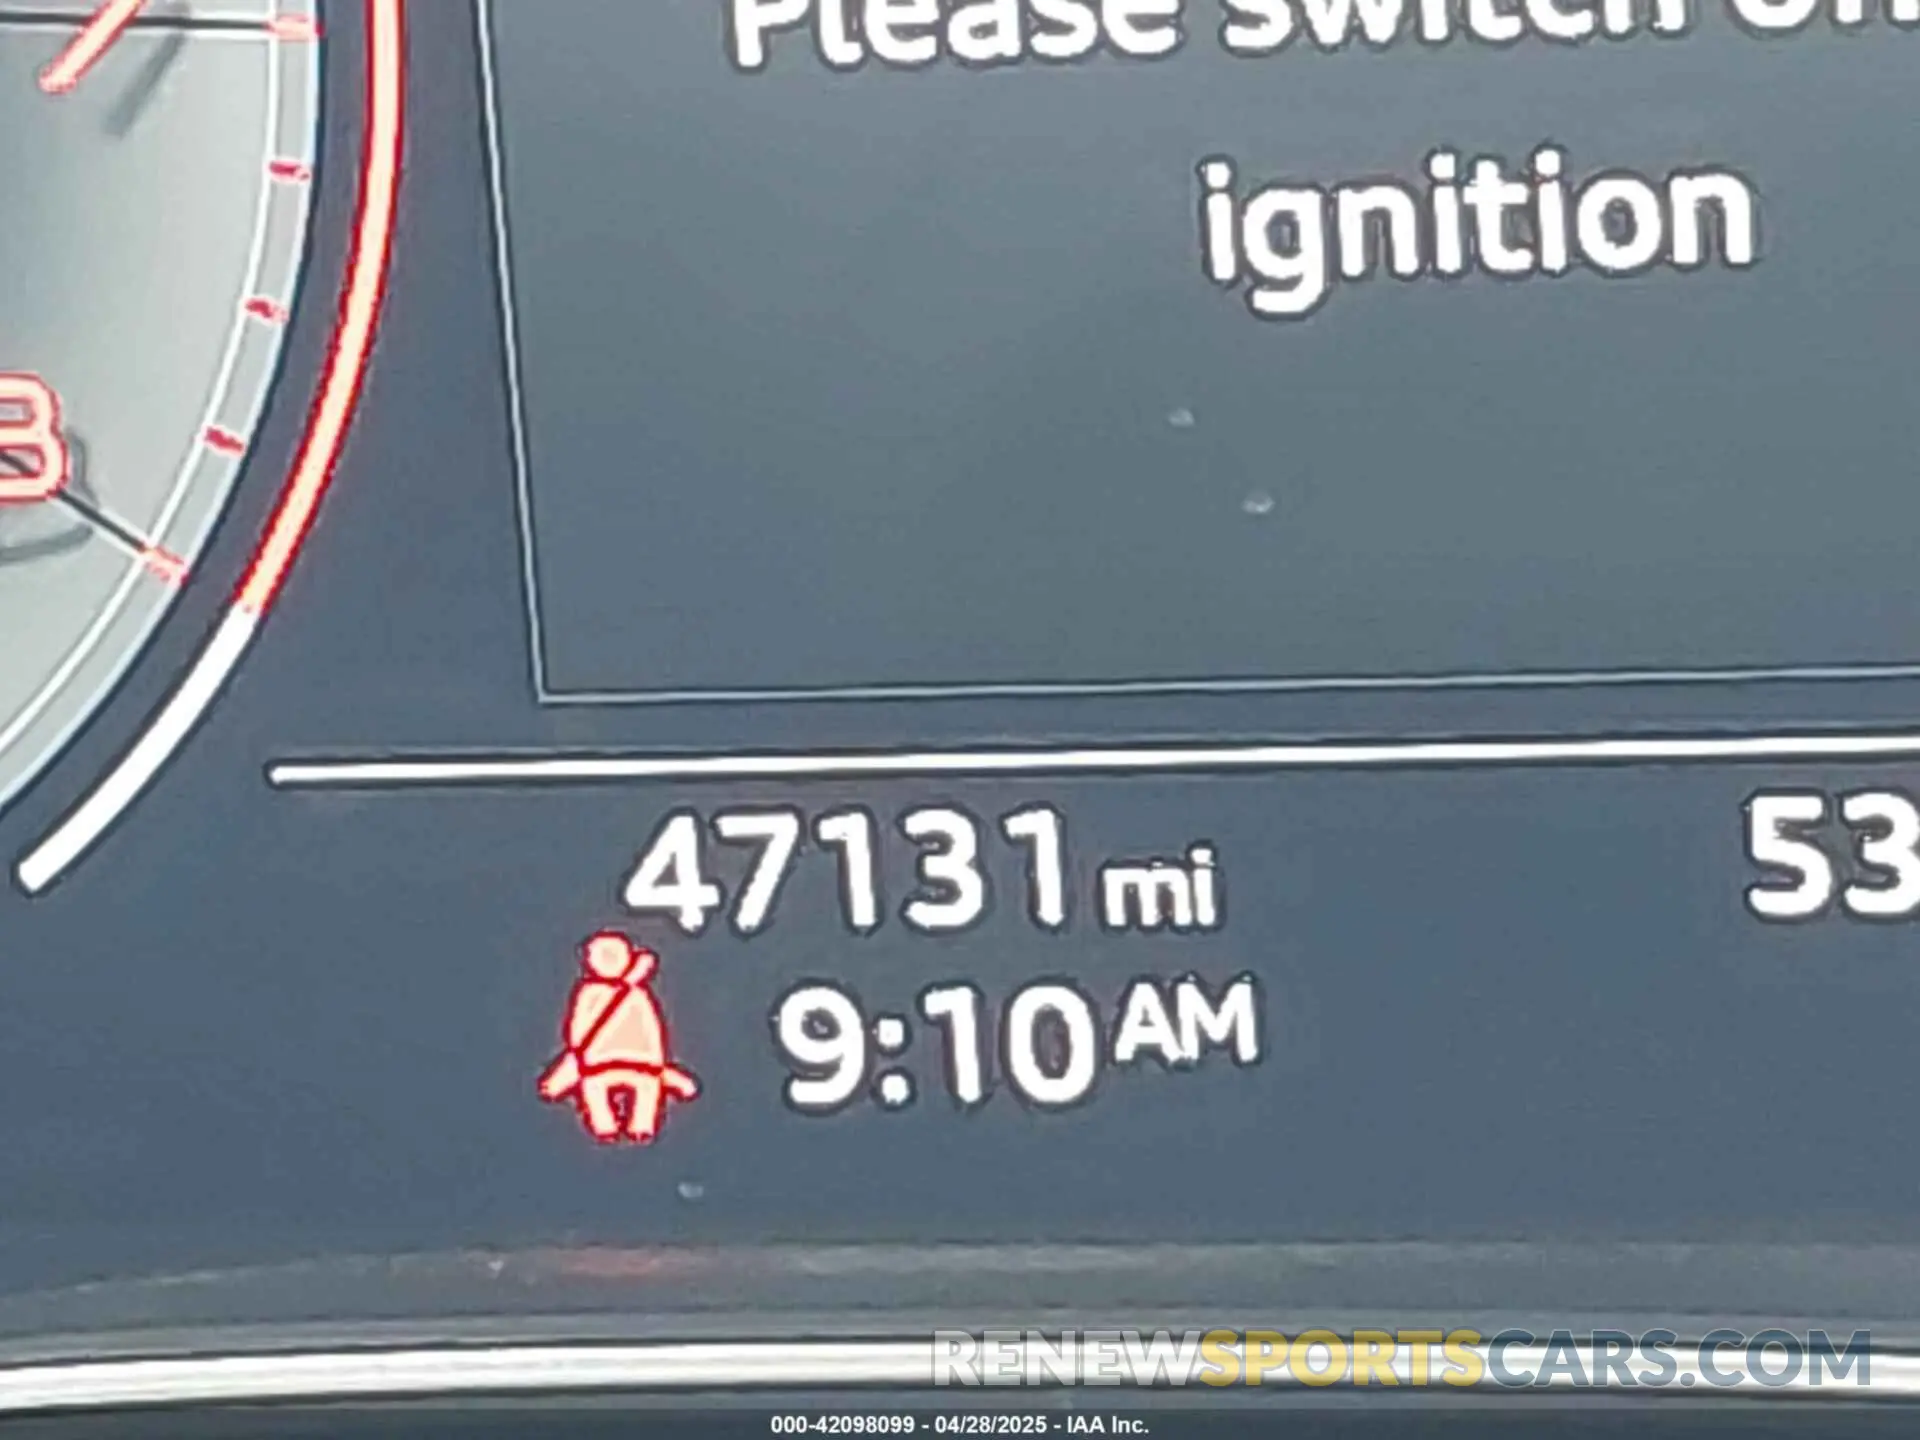 Please switch on
ignition
8
47131 mi
53
9:10 AM
RENEWSPORTSCARS.COM
000-42098099 - 04/28/2025 - IAA Inc.